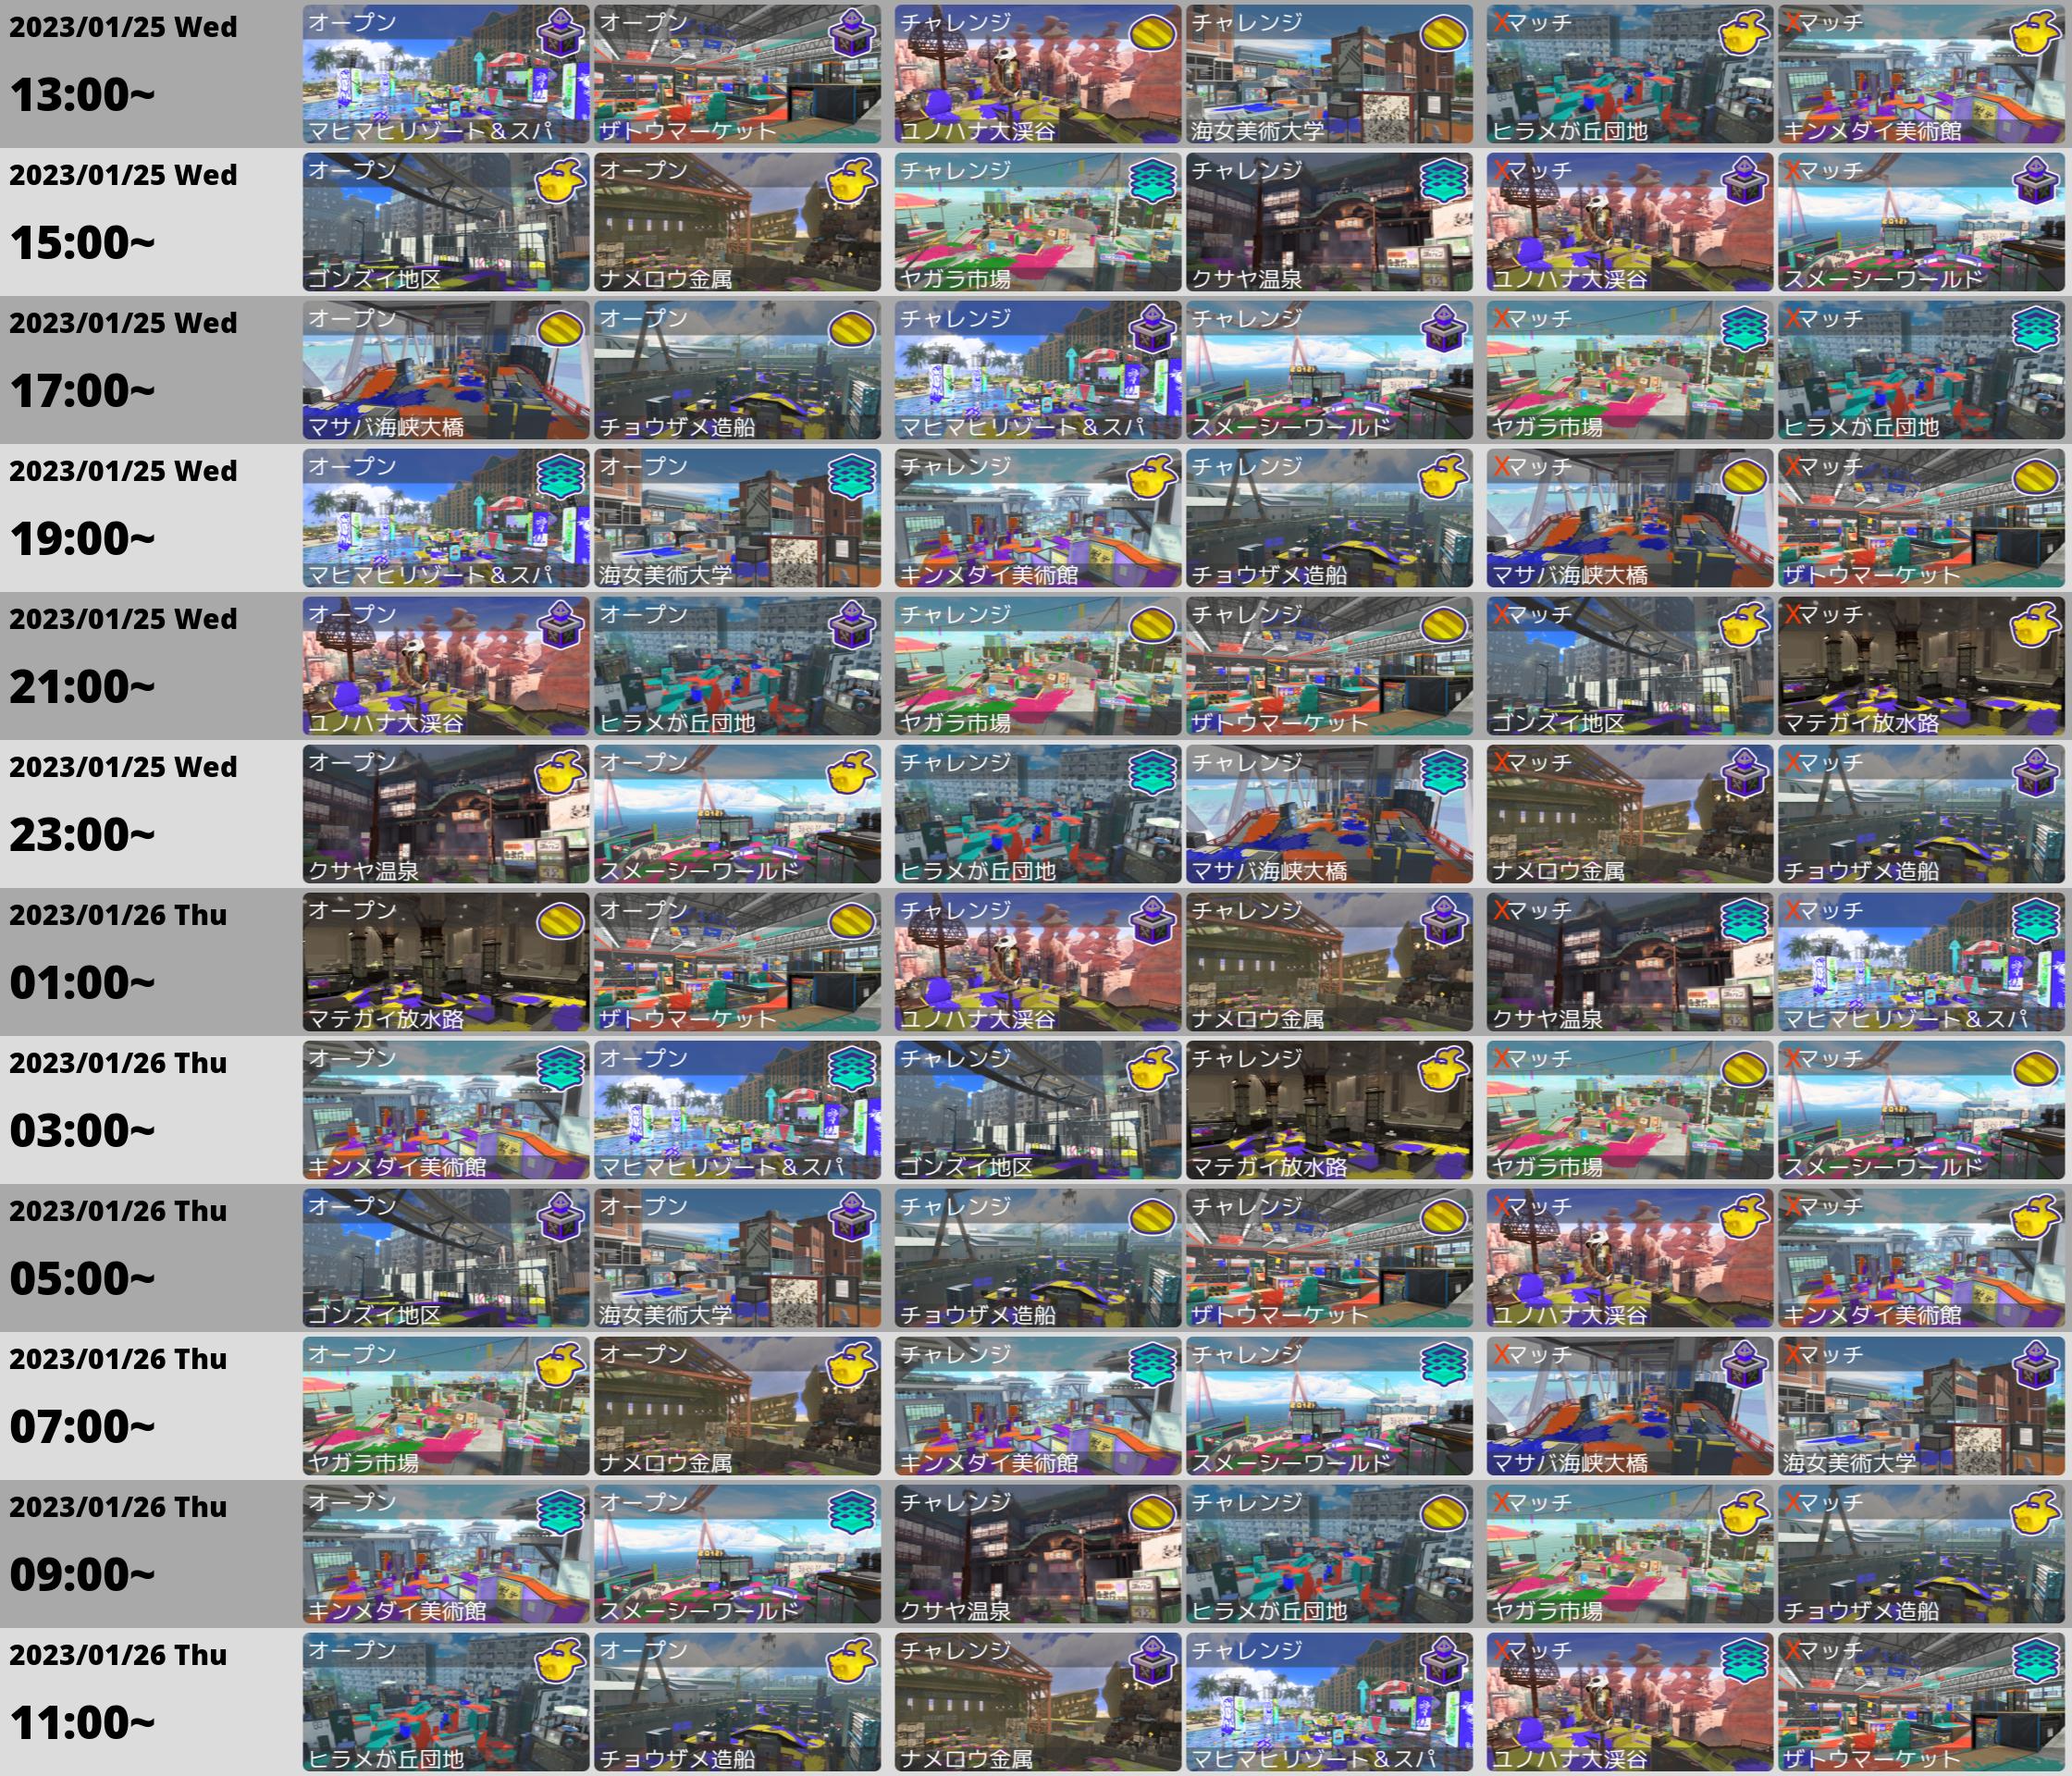 2023/01/25 Wed
13:00~
オープン
マヒマヒリゾート&スパ
オープン
ザトウマーケット
チャレンジ
ユノハナ大渓谷
チャレンジ
海女美術大学
Xマッチ
ヒラメが丘団地
Xマッチ
キンメダイ美術館
2023/01/25 Wed
15:00~
オープン
ゴンズイ地区
オープン
ナメロウ金属
チャレンジ
ヤガラ市場
チャレンジ
クサヤ温泉
Xマッチ
ユノハナ大渓谷
Xマッチ
スメーシーワールド
2023/01/25 Wed
17:00~
オープン
マサバ海峡大橋
オープン
チョウザメ造船
チャレンジ
マヒマヒリゾート&スパ
チャレンジ
スメーシーワールド
Xマッチ
ヤガラ市場
Xマッチ
ヒラメが丘団地
2023/01/25 Wed
19:00~
オープン
マヒマヒリゾート&スパ
オープン
海女美術大学
チャレンジ
キンメダイ美術館
チャレンジ
チョウザメ造船
Xマッチ
マサバ海峡大橋
Xマッチ
ザトウマーケット
2023/01/25 Wed
21:00~
オープン
ユノハナ大渓谷
オープン
ヒラメが丘団地
チャレンジ
ヤガラ市場
チャレンジ
ザトウマーケット
Xマッチ
ゴンズイ地区
Xマッチ
マテガイ放水路
2023/01/25 Wed
23:00~
オープン
クサヤ温泉
オープン
スメーシーワールド
チャレンジ
ヒラメが丘団地
チャレンジ
マサバ海峡大橋
Xマッチ
ナメロウ金属
Xマッチ
チョウザメ造船
2023/01/26 Thu
01:00~
オープン
マテガイ放水路
オープン
ザトウマーケット
チャレンジ
ユノハナ大渓谷
チャレンジ
ナメロウ金属
Xマッチ
クサヤ温泉
Xマッチ
マヒマヒリゾート&スパ
2023/01/26 Thu
03:00~
オープン
キンメダイ美術館
オープン
マヒマヒリゾート&スパ
チャレンジ
ゴンズイ地区
チャレンジ
マテガイ放水路
Xマッチ
ヤガラ市場
Xマッチ
スメーシーワールド
2023/01/26 Thu
05:00~
オープン
ゴンズイ地区
オープン
海女美術大学
チャレンジ
チョウザメ造船
チャレンジ
ザトウマーケット
Xマッチ
ユノハナ大渓谷
Xマッチ
キンメダイ美術館
2023/01/26 Thu
07:00~
オープン
ヤガラ市場
オープン
ナメロウ金属
チャレンジ
キンメダイ美術館
チャレンジ
スメーシーワールド
Xマッチ
マサバ海峡大橋
Xマッチ
海女美術大学
2023/01/26 Thu
09:00~
オープン
キンメダイ美術館
オープン
スメーシーワールド
チャレンジ
クサヤ温泉
チャレンジ
ヒラメが丘団地
Xマッチ
ヤガラ市場
Xマッチ
チョウザメ造船
2023/01/26 Thu
11:00~
オープン
ヒラメが丘団地
オープン
チョウザメ造船
チャレンジ
ナメロウ金属
チャレンジ
マヒマヒリゾート&スパ
Xマッチ
ユノハナ大渓谷
Xマッチ
ザトウマーケット